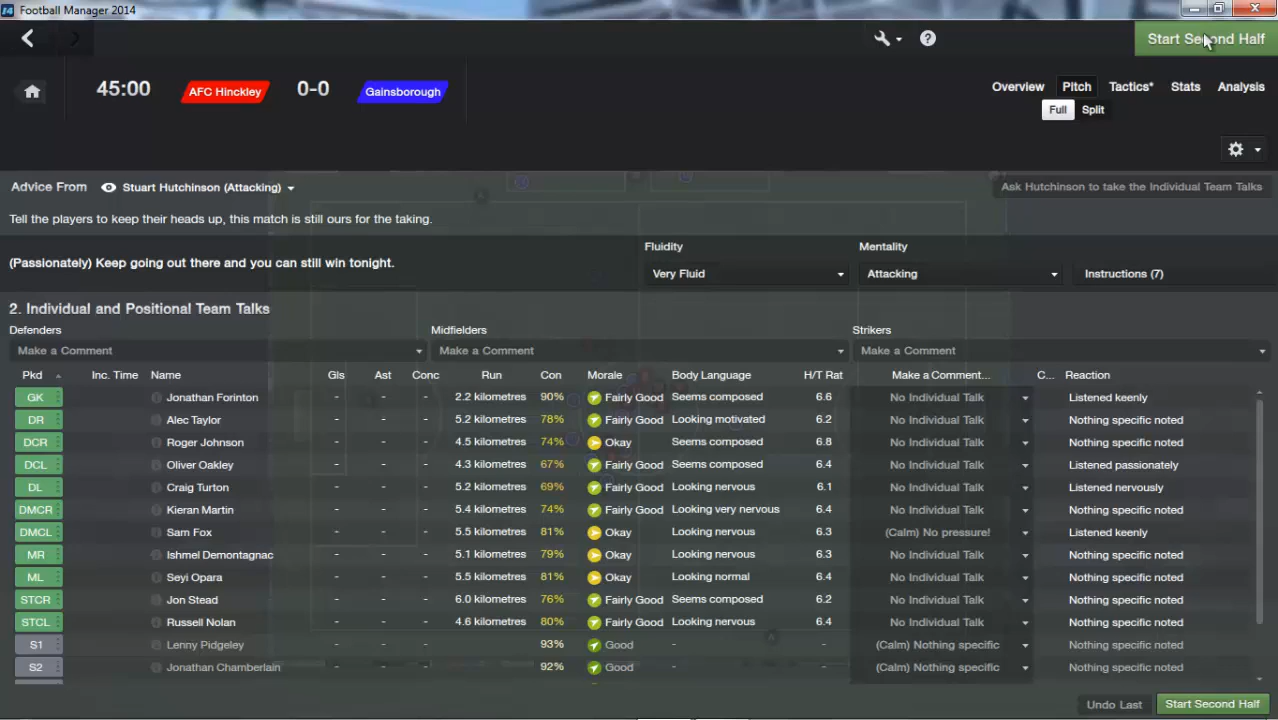 Football Manager 2014
Start Second Half
45:00 AFC Hinckley 0-0 Gainsborough
Overview Pitch Tactics* Stats Analysis
Full Split
Advice From Stuart Hutchinson (Attacking) Ask Hutchinson to take the Individual Team Talks
Tell the players to keep their heads up, this match is still ours for the taking.
Fluidity Mentality
(Passionately) Keep going out there and you can still win tonight. Very Fluid Attacking Instructions (7)
2. Individual and Positional Team Talks
Defenders Midfielders Strikers
Make a Comment Make a Comment Make a Comment
Pkd Inc. Time Name Gls Ast Conc Run Con Morale Body Language H/T Rat Make a Comment... C... Reaction
GK Jonathan Forinton - - - 2.2 kilometres 90% Fairly Good Seems composed 6.6 No Individual Talk Listened keenly
DR Alec Taylor - - - 5.2 kilometres 78% Fairly Good Looking motivated 6.2 No Individual Talk Nothing specific noted
DCR Roger Johnson - - - 4.5 kilometres 74% Okay Seems composed 6.8 No Individual Talk Nothing specific noted
DCL Oliver Oakley - - - 4.3 kilometres 67% Fairly Good Seems composed 6.4 No Individual Talk Listened passionately
DL Craig Turton - - - 5.2 kilometres 69% Fairly Good Looking nervous 6.1 No Individual Talk Listened nervously
DMCR Kieran Martin - - - 5.4 kilometres 74% Fairly Good Looking very nervous 6.4 No Individual Talk Nothing specific noted
DMCL Sam Fox - - - 5.5 kilometres 81% Okay Looking nervous 6.3 (Calm) No pressure! Listened keenly
MR Ishmel Demontagnac - - - 5.1 kilometres 79% Okay Looking nervous 6.3 No Individual Talk Nothing specific noted
ML Seyi Opara - - - 5.5 kilometres 81% Okay Looking normal 6.4 No Individual Talk Nothing specific noted
STCR Jon Stead - - - 6.0 kilometres 76% Fairly Good Seems composed 6.2 No Individual Talk Nothing specific noted
STCL Russell Nolan - - - 4.6 kilometres 80% Fairly Good Looking nervous 6.4 No Individual Talk Nothing specific noted
S1 Lenny Pidgeley - - - 93% Good - - (Calm) Nothing specific Nothing specific noted
S2 Jonathan Chamberlain - - - 92% Good - - (Calm) Nothing specific Nothing specific noted
Undo Last Start Second Half